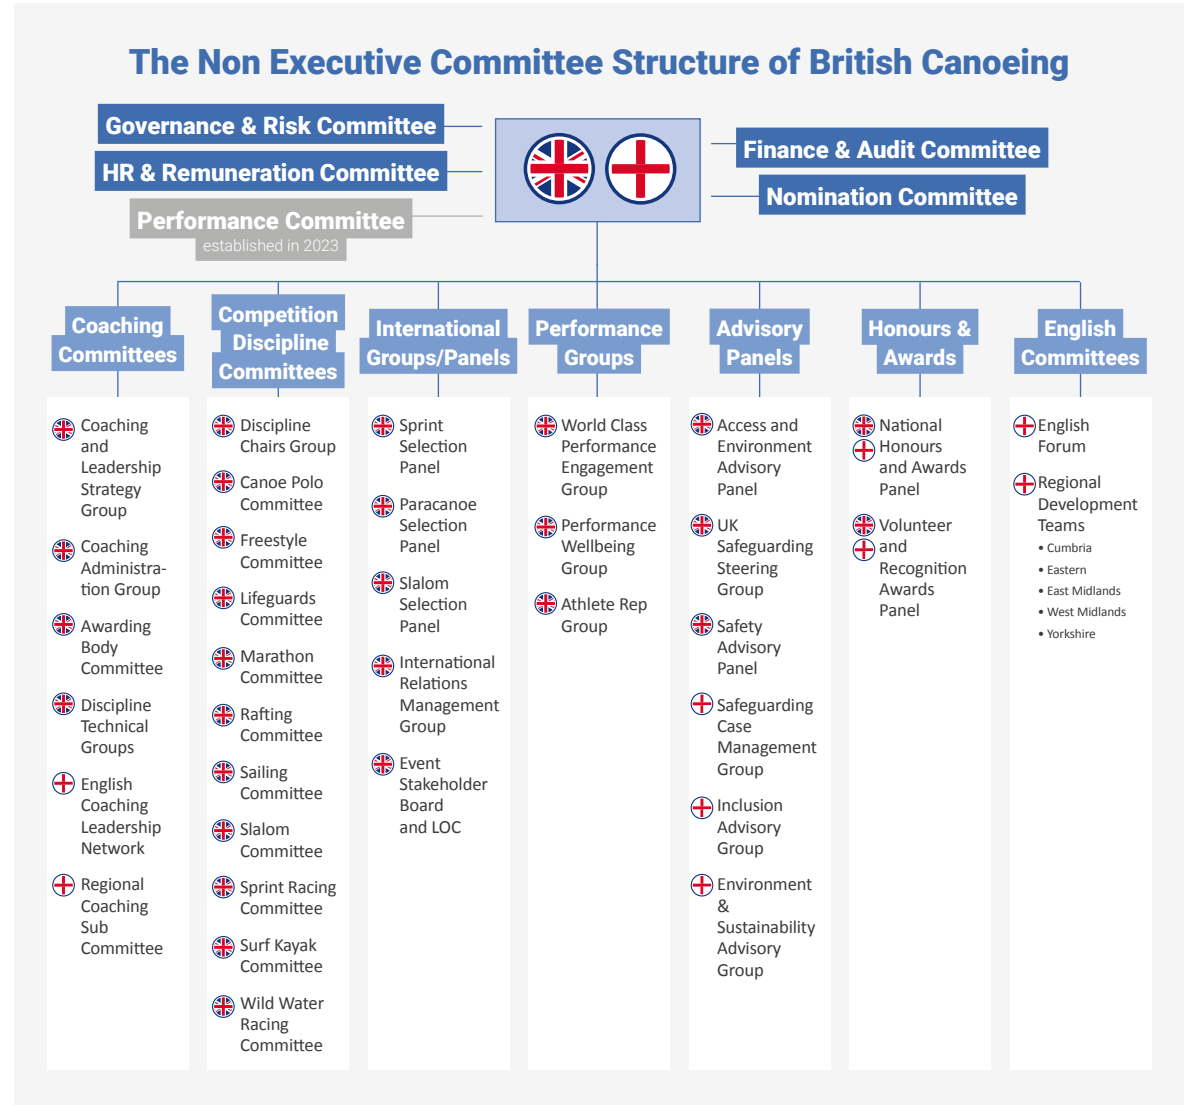 The Non Executive Committee Structure of British Canoeing
Governance & Risk Committee
HR & Remuneration Committee
Performance Committee
established in 2023
Finance & Audit Committee
Nomination Committee
Coaching
Committees
Coaching
and
Leadership
Strategy
Group
Coaching
Administra-
tion Group
Awarding
Body
Committee
Discipline
Technical
Groups
English
Coaching
Leadership
Network
Regional
Coaching
Sub
Committee
Competition
Discipline
Committees
Discipline
Chairs Group
Canoe Polo
Committee
Freestyle
Committee
Lifeguards
Committee
Marathon
Committee
Rafting
Committee
Sailing
Committee
Slalom
Committee
Sprint Racing
Committee
Surf Kayak
Committee
Wild Water
Racing
Committee
International
Groups/Panels
Sprint
Selection
Panel
Paracanoe
Selection
Panel
Slalom
Selection
Panel
International
Relations
Management
Group
Event
Stakeholder
Board
and LOC
Performance
Groups
World Class
Performance
Engagement
Group
Performance
Wellbeing
Group
Athlete Rep
Group
Advisory
Panels
Access and
Environment
Advisory
Panel
UK
Safeguarding
Steering
Group
Safety
Advisory
Panel
Safeguarding
Case
Management
Group
Inclusion
Advisory
Group
Environment
&
Sustainability
Advisory
Group
Honours &
Awards
National
Honours
and Awards
Panel
Volunteer
and
Recognition
Awards
Panel
English
Committees
English
Forum
Regional
Development
Teams
• Cumbria
• Eastern
• East Midlands
• West Midlands
• Yorkshire